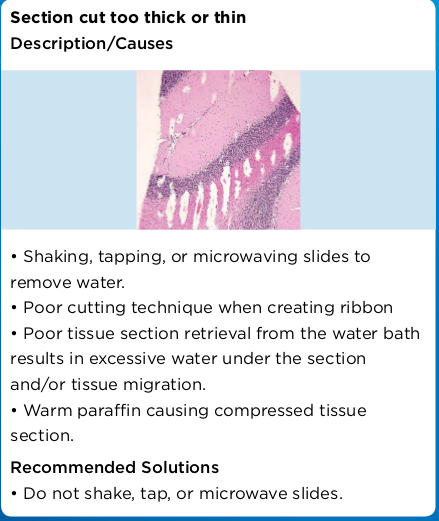 Section cut too thick or thin
Description/Causes
• Shaking, tapping, or microwaving slides to
remove water.
• Poor cutting technique when creating ribbon
• Poor tissue section retrieval from the water bath
results in excessive water under the section
and/or tissue migration.
• Warm paraffin causing compressed tissue
section.
Recommended Solutions
• Do not shake, tap, or microwave slides.